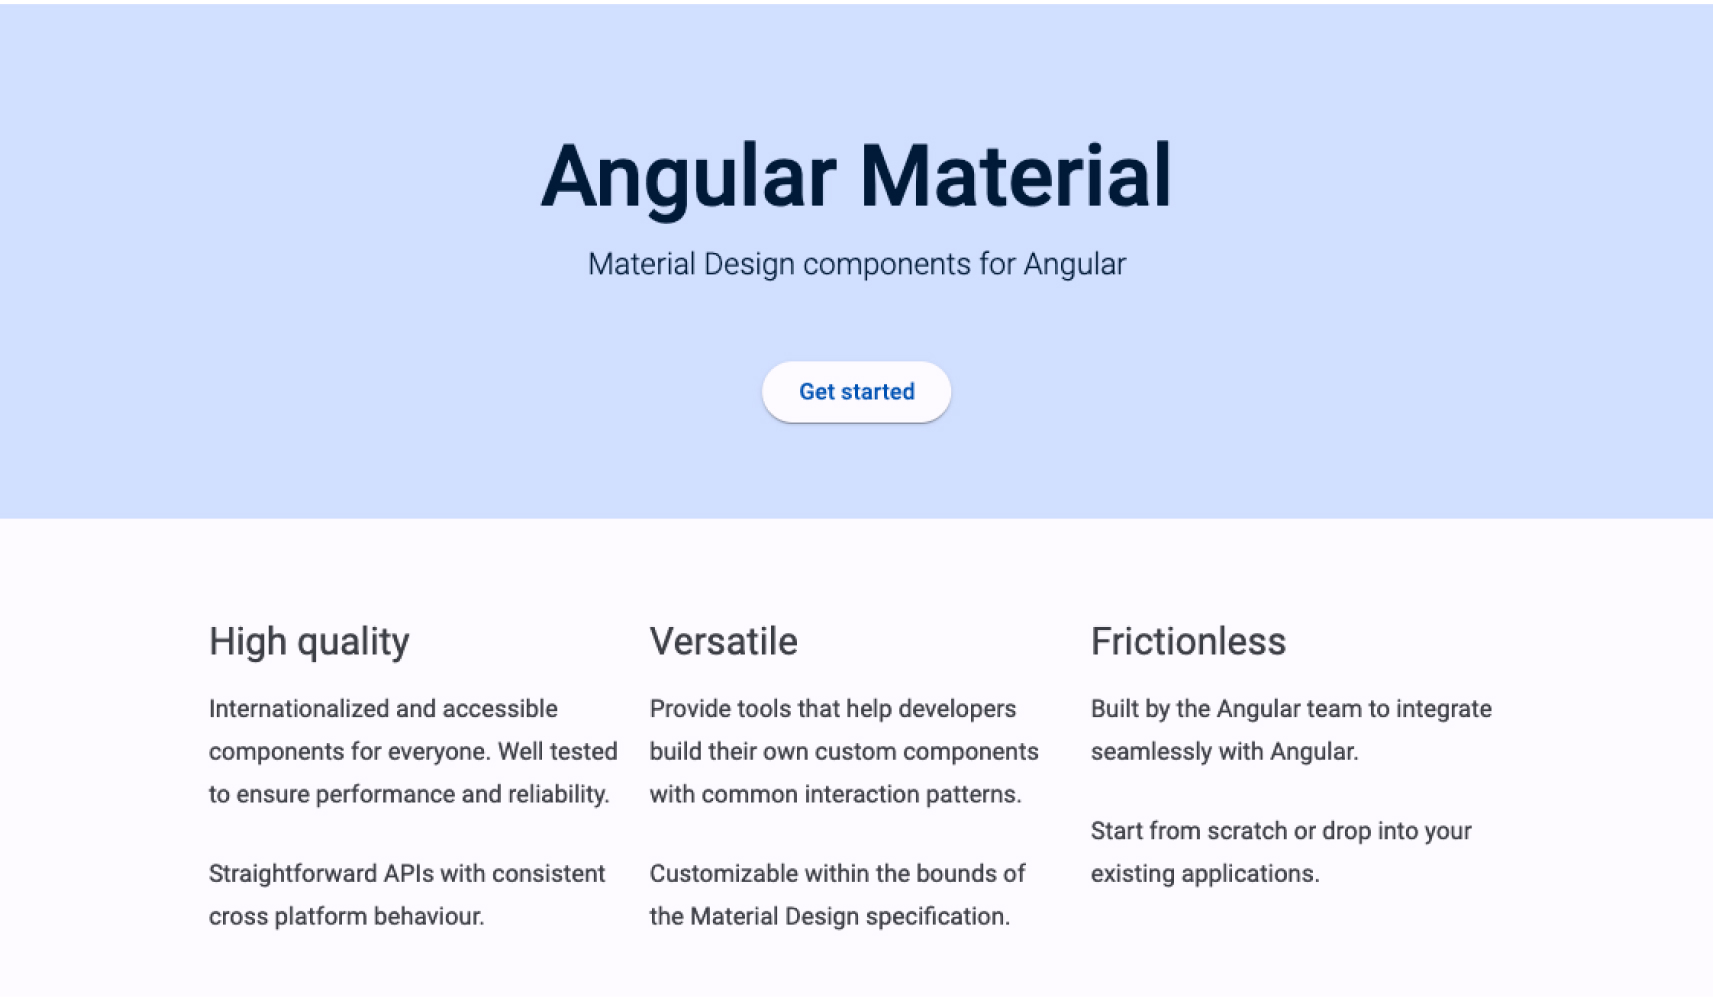 Angular Material
Material Design components for Angular
Get started
High quality
Internationalized and accessible
components for everyone. Well tested
to ensure performance and reliability.
Straightforward APIs with consistent
cross platform behaviour.
Versatile
Provide tools that help developers
build their own custom components
with common interaction patterns.
Customizable within the bounds of
the Material Design specification.
Frictionless
Built by the Angular team to integrate
seamlessly with Angular.
Start from scratch or drop into your
existing applications.